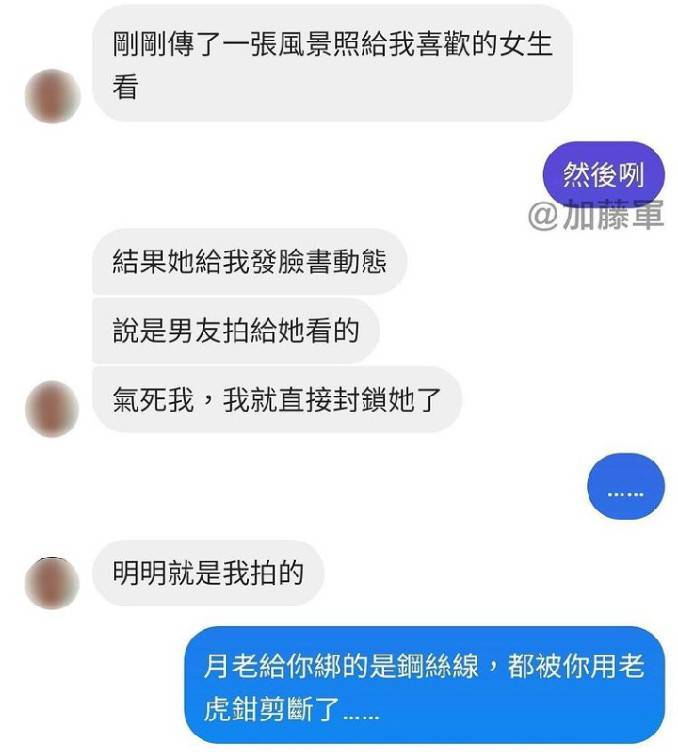 剛剛傳了一張風景照給我喜歡的女生
看
然後咧
@加藤軍
結果她給我發臉書動態
說是男友拍給她看的
氣死我，我就直接封鎖她了
……
明明就是我拍的
月老給你綁的是鋼絲線，都被你用老
虎鉗剪斷了……